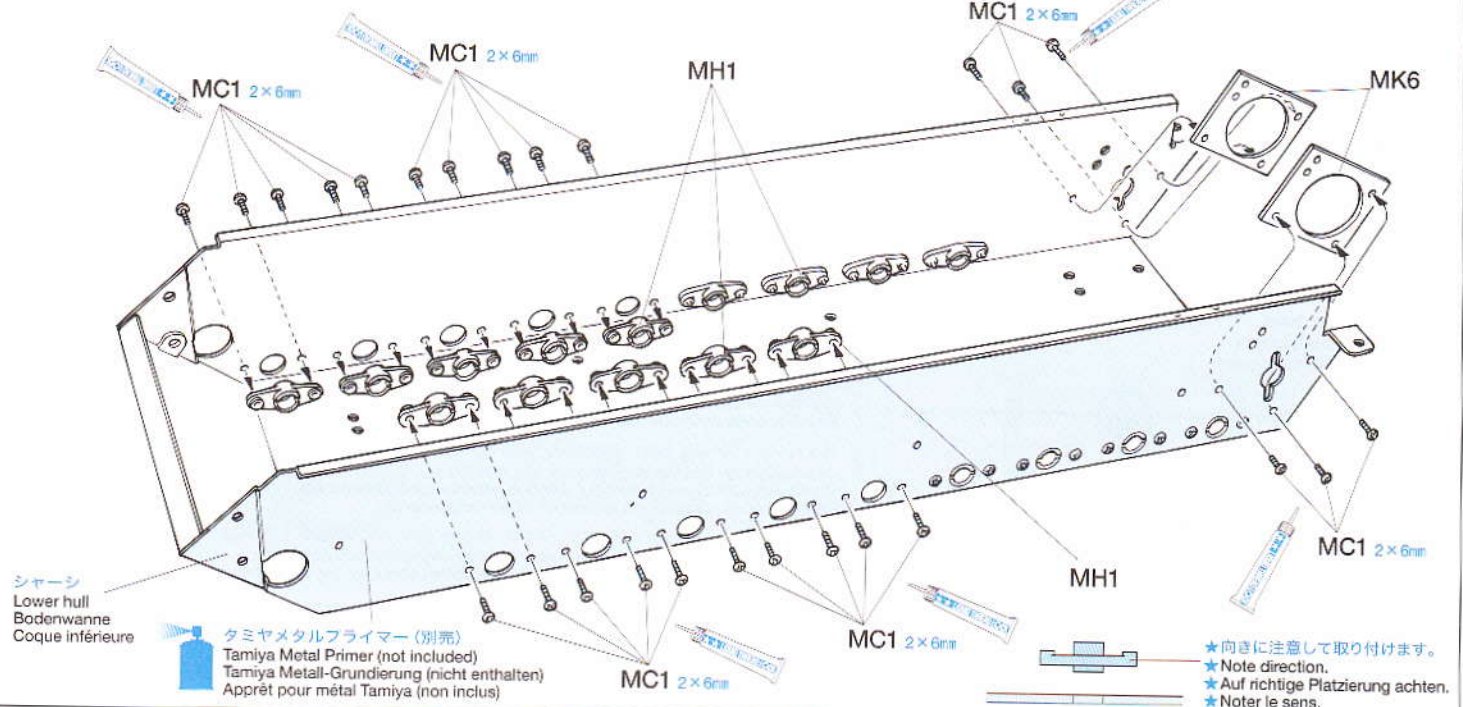 MC1 2×6mm
MC1 2×6mm
MH1
MC1 2×6mm
MK6
シャーシ
Lower hull
Bodenwanne
Coque inférieure
タミヤメタルプライマー(別売)
Tamiya Metal Primer (not included)
Tamiya Metall-Grundierung (nicht enthalten)
Apprêt pour métal Tamiya (non inclus)
MC1 2×6mm
MC1 2×6mm
MH1
MC1 2×6mm
★向きに注意して取り付けます。
★Note direction.
★Auf richtige Platzierung achten.
★Noter le sens.